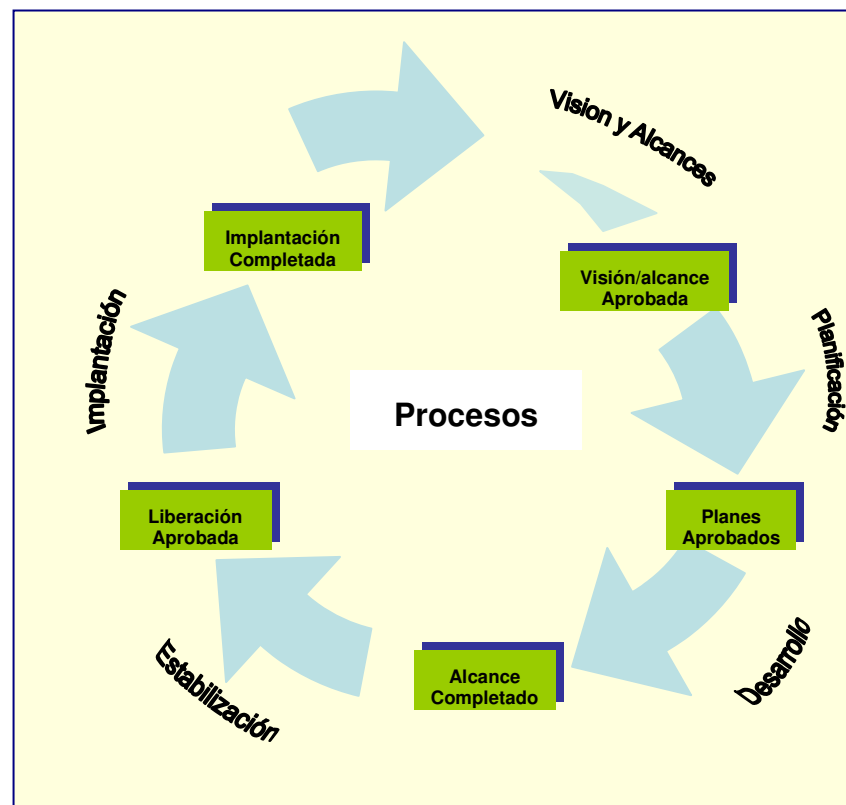 Vision y Alcances
Implantación
Completada
Visión/alcance
Aprobada
Implantación
Planificación
Procesos
Liberación
Aprobada
Planes
Aprobados
Estabilización
Alcance
Completado
Desarrollo